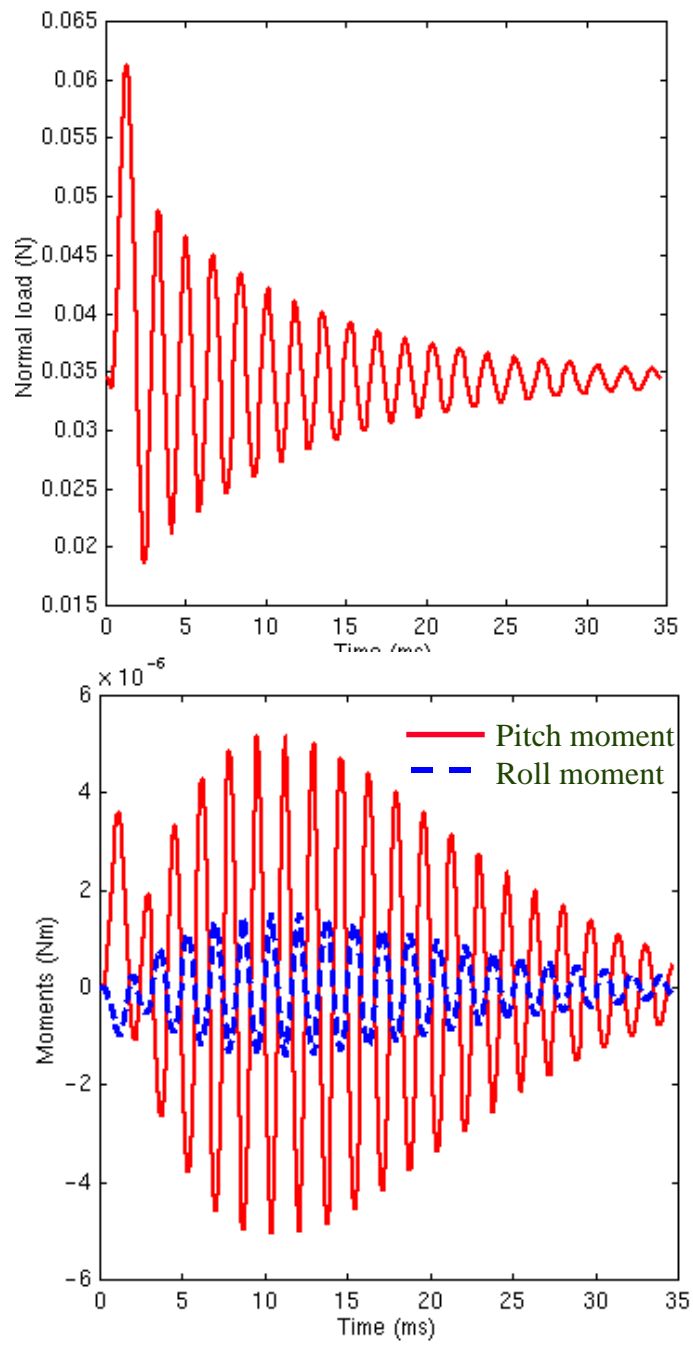 0.065
0.06
0.055
0.05
0.045
0.04
0.035
0.03
0.025
0.02
0.015
Normal load (N)
0 5 10 15 20 25 30 35
Time (ms)
× 10⁻⁶
6
4
2
0
−2
−4
−6
Moments (Nm)
Pitch moment
Roll moment
0 5 10 15 20 25 30 35
Time (ms)